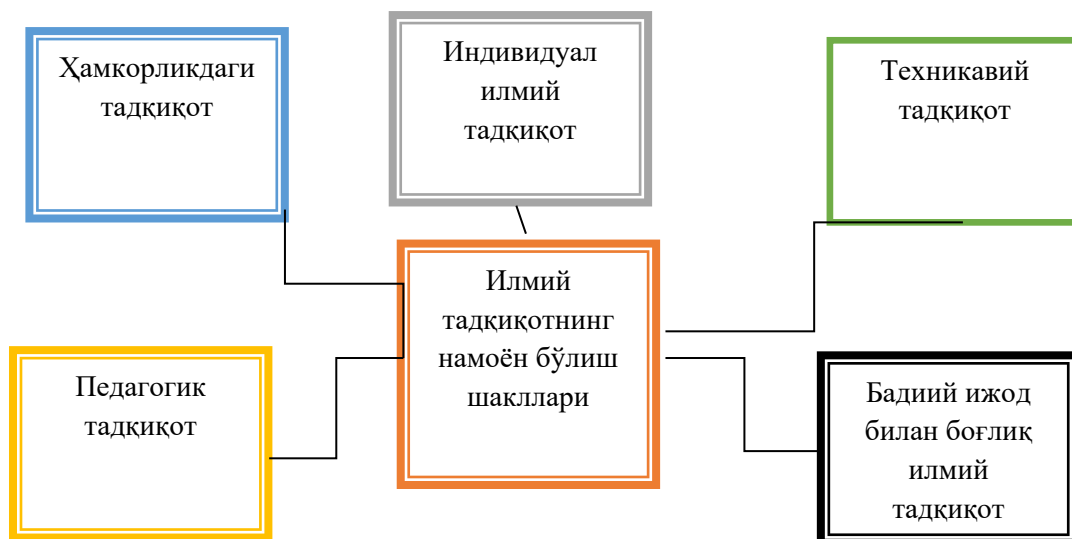 Ҳамкорликдаги
тадқиқот
Индивидуал
илмий
тадқиқот
Техникавий
тадқиқот
Илмий
тадқиқотнинг
намоён бўлиш
шакллари
Педагогик
тадқиқот
Бадиий ижод
билан боғлиқ
илмий
тадқиқот